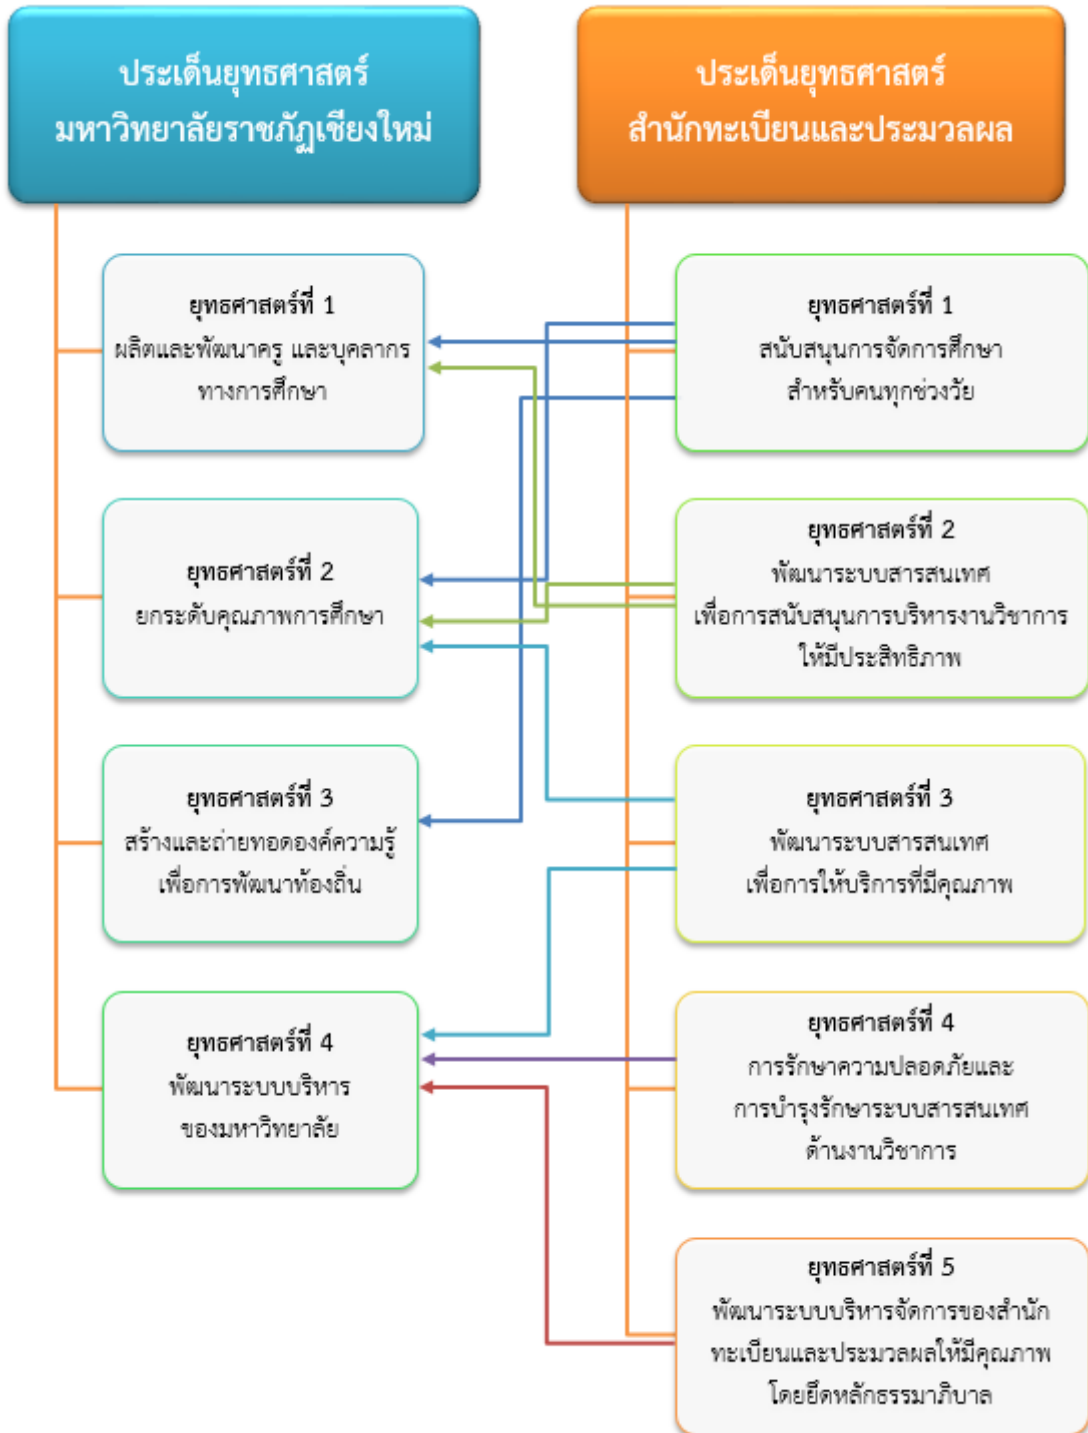 ประเด็นยุทธศาสตร์
มหาวิทยาลัยราชภัฏเชียงใหม่
ยุทธศาสตร์ที่ 1
ผลิตและพัฒนาครู และบุคลากร
ทางการศึกษา
ยุทธศาสตร์ที่ 2
ยกระดับคุณภาพการศึกษา
ยุทธศาสตร์ที่ 3
สร้างและถ่ายทอดองค์ความรู้
เพื่อการพัฒนาท้องถิ่น
ยุทธศาสตร์ที่ 4
พัฒนาระบบบริหาร
ของมหาวิทยาลัย
ประเด็นยุทธศาสตร์
สำนักทะเบียนและประมวลผล
ยุทธศาสตร์ที่ 1
สนับสนุนการจัดการศึกษา
สำหรับคนทุกช่วงวัย
ยุทธศาสตร์ที่ 2
พัฒนาระบบสารสนเทศ
เพื่อการสนับสนุนการบริหารงานวิชาการ
ให้มีประสิทธิภาพ
ยุทธศาสตร์ที่ 3
พัฒนาระบบสารสนเทศ
เพื่อการให้บริการที่มีคุณภาพ
ยุทธศาสตร์ที่ 4
การรักษาความปลอดภัยและ
การบำรุงรักษาระบบสารสนเทศ
ด้านงานวิชาการ
ยุทธศาสตร์ที่ 5
พัฒนาระบบบริหารจัดการของสำนัก
ทะเบียนและประมวลผลให้มีคุณภาพ
โดยยึดหลักธรรมาภิบาล